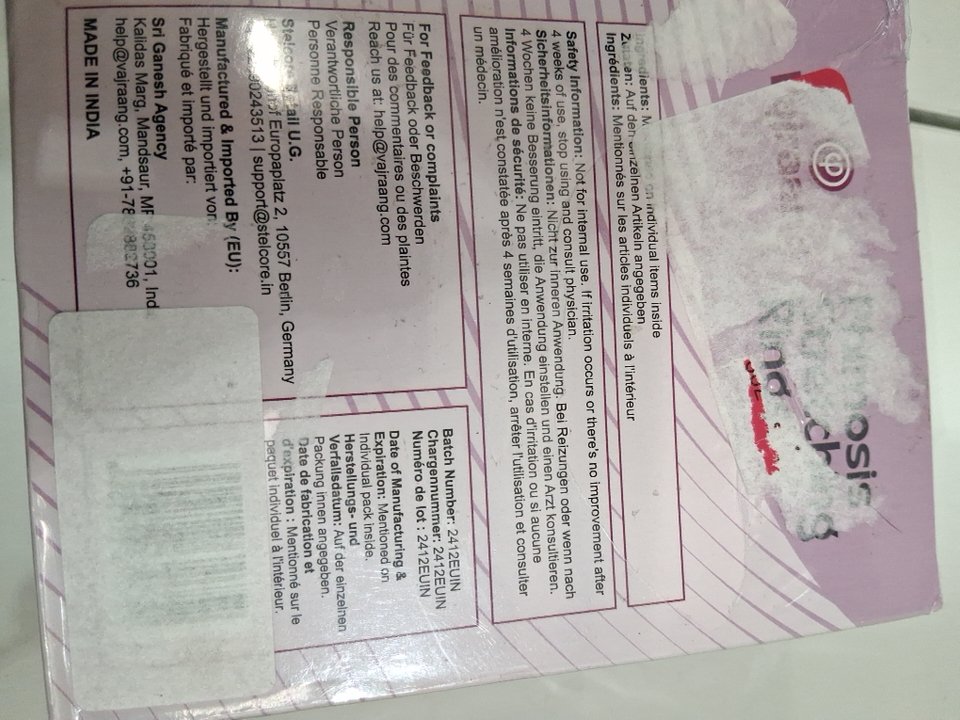 Phimosis
Stretching
Ring
Ingredients: on individual items inside
Zutaten: Auf den einzelnen Artikeln angegeben
Ingrédients: Mentionnés sur les articles individuels à l'intérieur
Safety Information: Not for internal use. If irritation occurs or there's no improvement after
4 weeks of use, stop using and consult physician.
Sicherheitsinformationen: Nicht zur inneren Anwendung. Bei Reizungen oder wenn nach
4 Wochen keine Besserung eintritt, die Anwendung einstellen und einen Arzt konsultieren.
Informations de sécurité: Ne pas utiliser en interne. En cas d'irritation ou si aucune
amélioration n'est constatée après 4 semaines d'utilisation, arrêter l'utilisation et consulter
un médecin.
For Feedback or complaints
Für Feedback oder Beschwerden
Pour des commentaires ou des plaintes
Reach us at: help@vajraang.com
Responsible Person
Verantwortliche Person
Personne Responsable
U.G.
Europaplatz 2, 10557 Berlin, Germany
| support@stelcore.in
Manufactured & Imported By (EU):
Hergestellt und importiert von
Fabriqué et importé par:
Sri Ganesh Agency
Kalidas Marg, Mandsaur, MP
help@vajraang.com,
MADE IN INDIA
Batch Number: 2412EUIN
Chargennummer: 2412EUIN
Numéro de lot : 2412EUIN
Date of Manufacturing &
Expiration: Mentioned on
Individual pack inside.
Herstellungs- und
Verfallsdatum: Auf der einzelnen
Packung innen angegeben.
Date de fabrication et
d'expiration : Mentionné sur le
paquet individuel à l'intérieur.